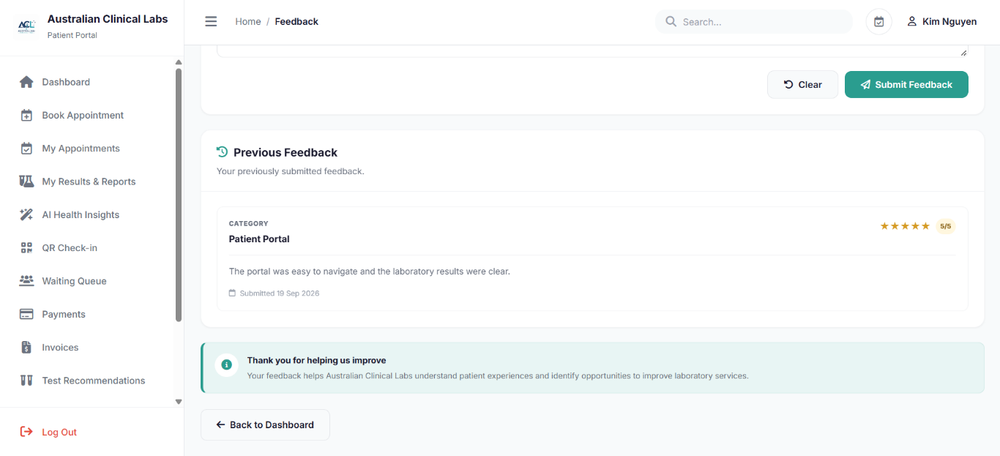 ACL
AUSTRALIAN
Australian Clinical Labs
Patient Portal
Home / Feedback
Search...
Kim Nguyen
Dashboard
Book Appointment
My Appointments
My Results & Reports
AI Health Insights
QR Check-in
Waiting Queue
Payments
Invoices
Test Recommendations
Log Out
Clear
Submit Feedback
Previous Feedback
Your previously submitted feedback.
CATEGORY
Patient Portal
5/5
The portal was easy to navigate and the laboratory results were clear.
Submitted 19 Sep 2026
Thank you for helping us improve
Your feedback helps Australian Clinical Labs understand patient experiences and identify opportunities to improve laboratory services.
Back to Dashboard